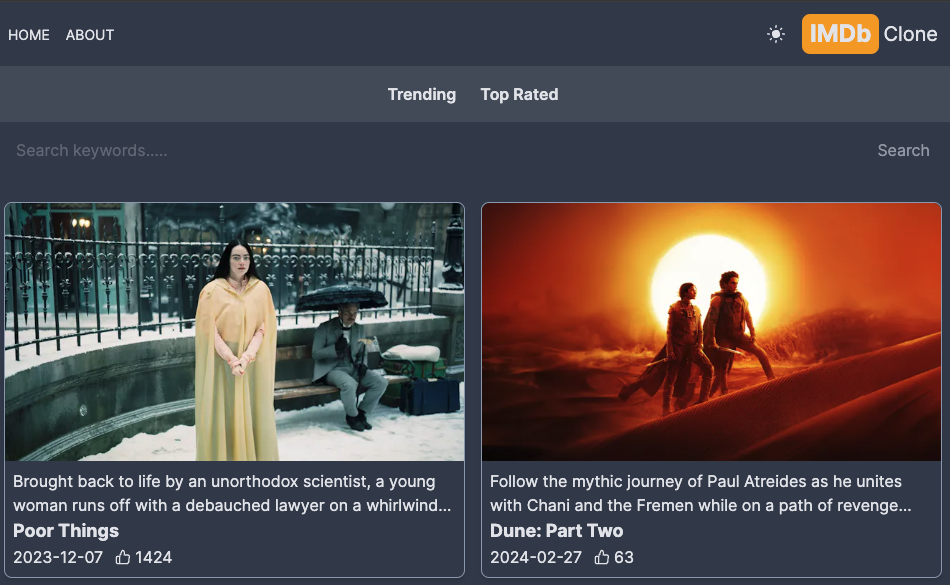 HOME ABOUT IMDb Clone
Trending Top Rated
Search keywords..... Search
Brought back to life by an unorthodox scientist, a young
woman runs off with a debauched lawyer on a whirlwind...
Poor Things
2023-12-07 1424
Follow the mythic journey of Paul Atreides as he unites
with Chani and the Fremen while on a path of revenge...
Dune: Part Two
2024-02-27 63